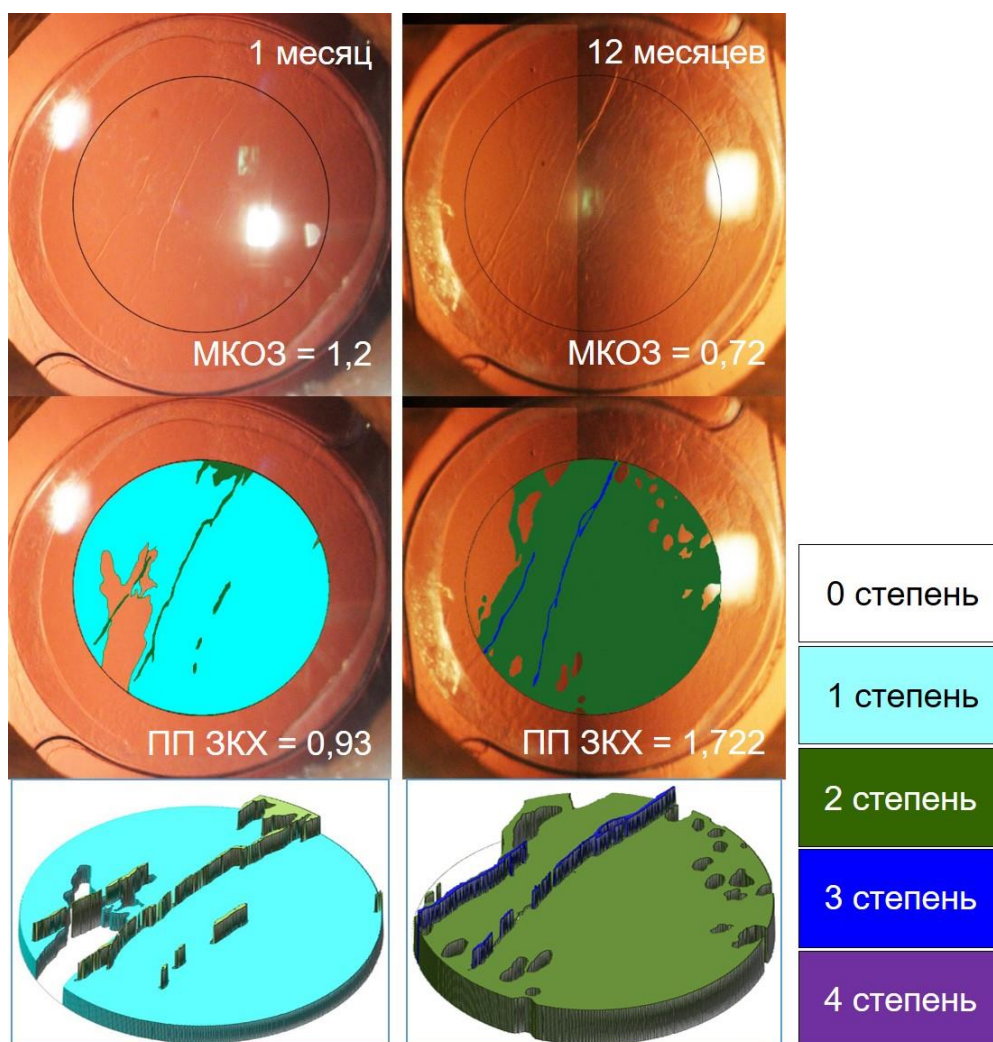 1 месяц
12 месяцев
МКОЗ = 1,2
МКОЗ = 0,72
ПП ЗКХ = 0,93
ПП ЗКХ = 1,722
0 степень
1 степень
2 степень
3 степень
4 степень